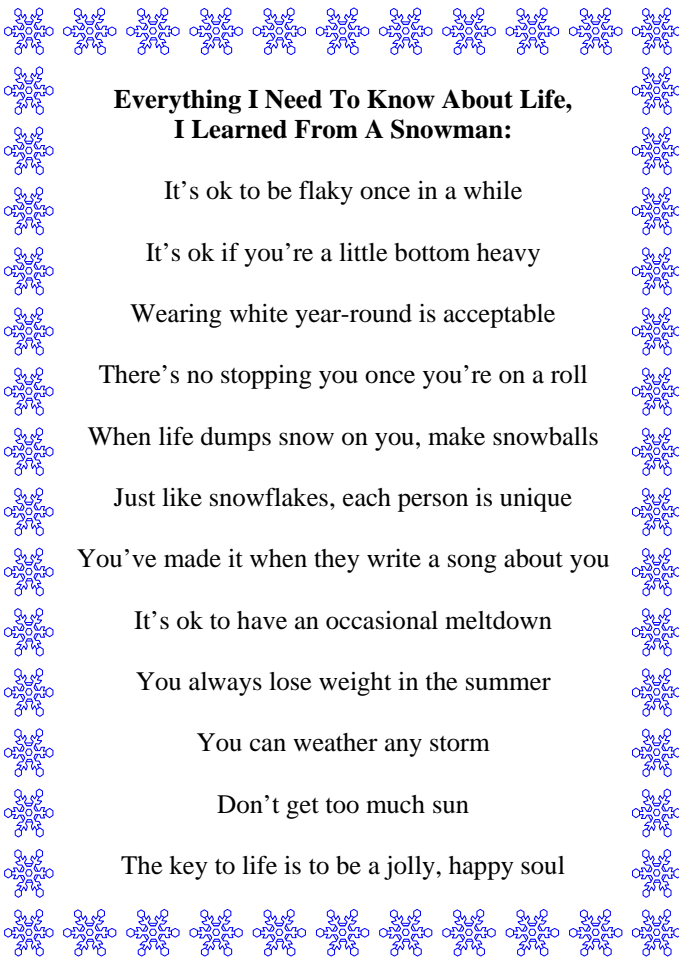 Everything I Need To Know About Life,
I Learned From A Snowman:
It’s ok to be flaky once in a while
It’s ok if you’re a little bottom heavy
Wearing white year-round is acceptable
There’s no stopping you once you’re on a roll
When life dumps snow on you, make snowballs
Just like snowflakes, each person is unique
You’ve made it when they write a song about you
It’s ok to have an occasional meltdown
You always lose weight in the summer
You can weather any storm
Don’t get too much sun
The key to life is to be a jolly, happy soul